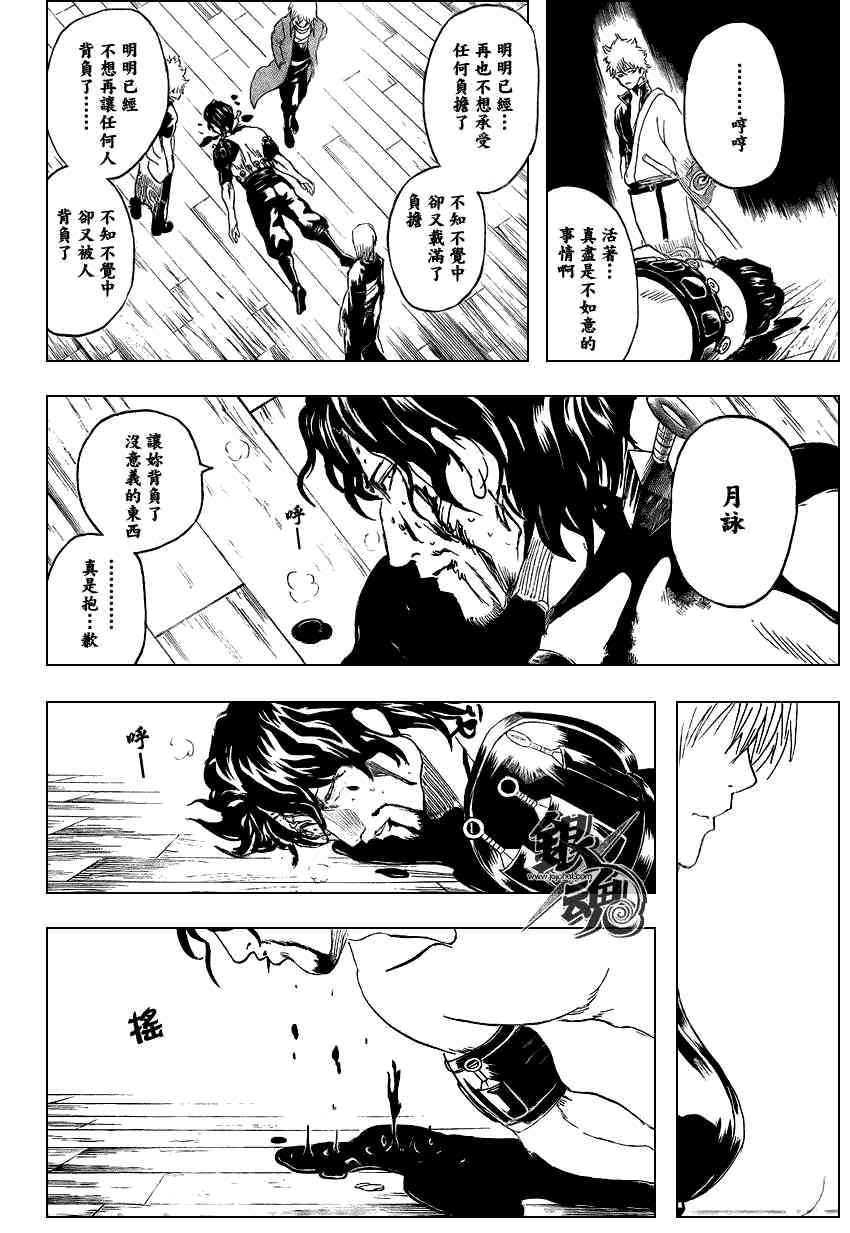 ………哼哼
活著…
真盡是不如意的
事情啊
明明已經…
再也不想承受
任何負擔了
不知不覺中
卻又載滿了
負擔
明明已經
不想再讓任何人
背負了……
不知不覺中
卻又被人
背負了
月詠
讓妳背負了
沒意義的東西
…………
真是抱…歉
呼—
呼—
銀魂
www.jojohot.com
搖